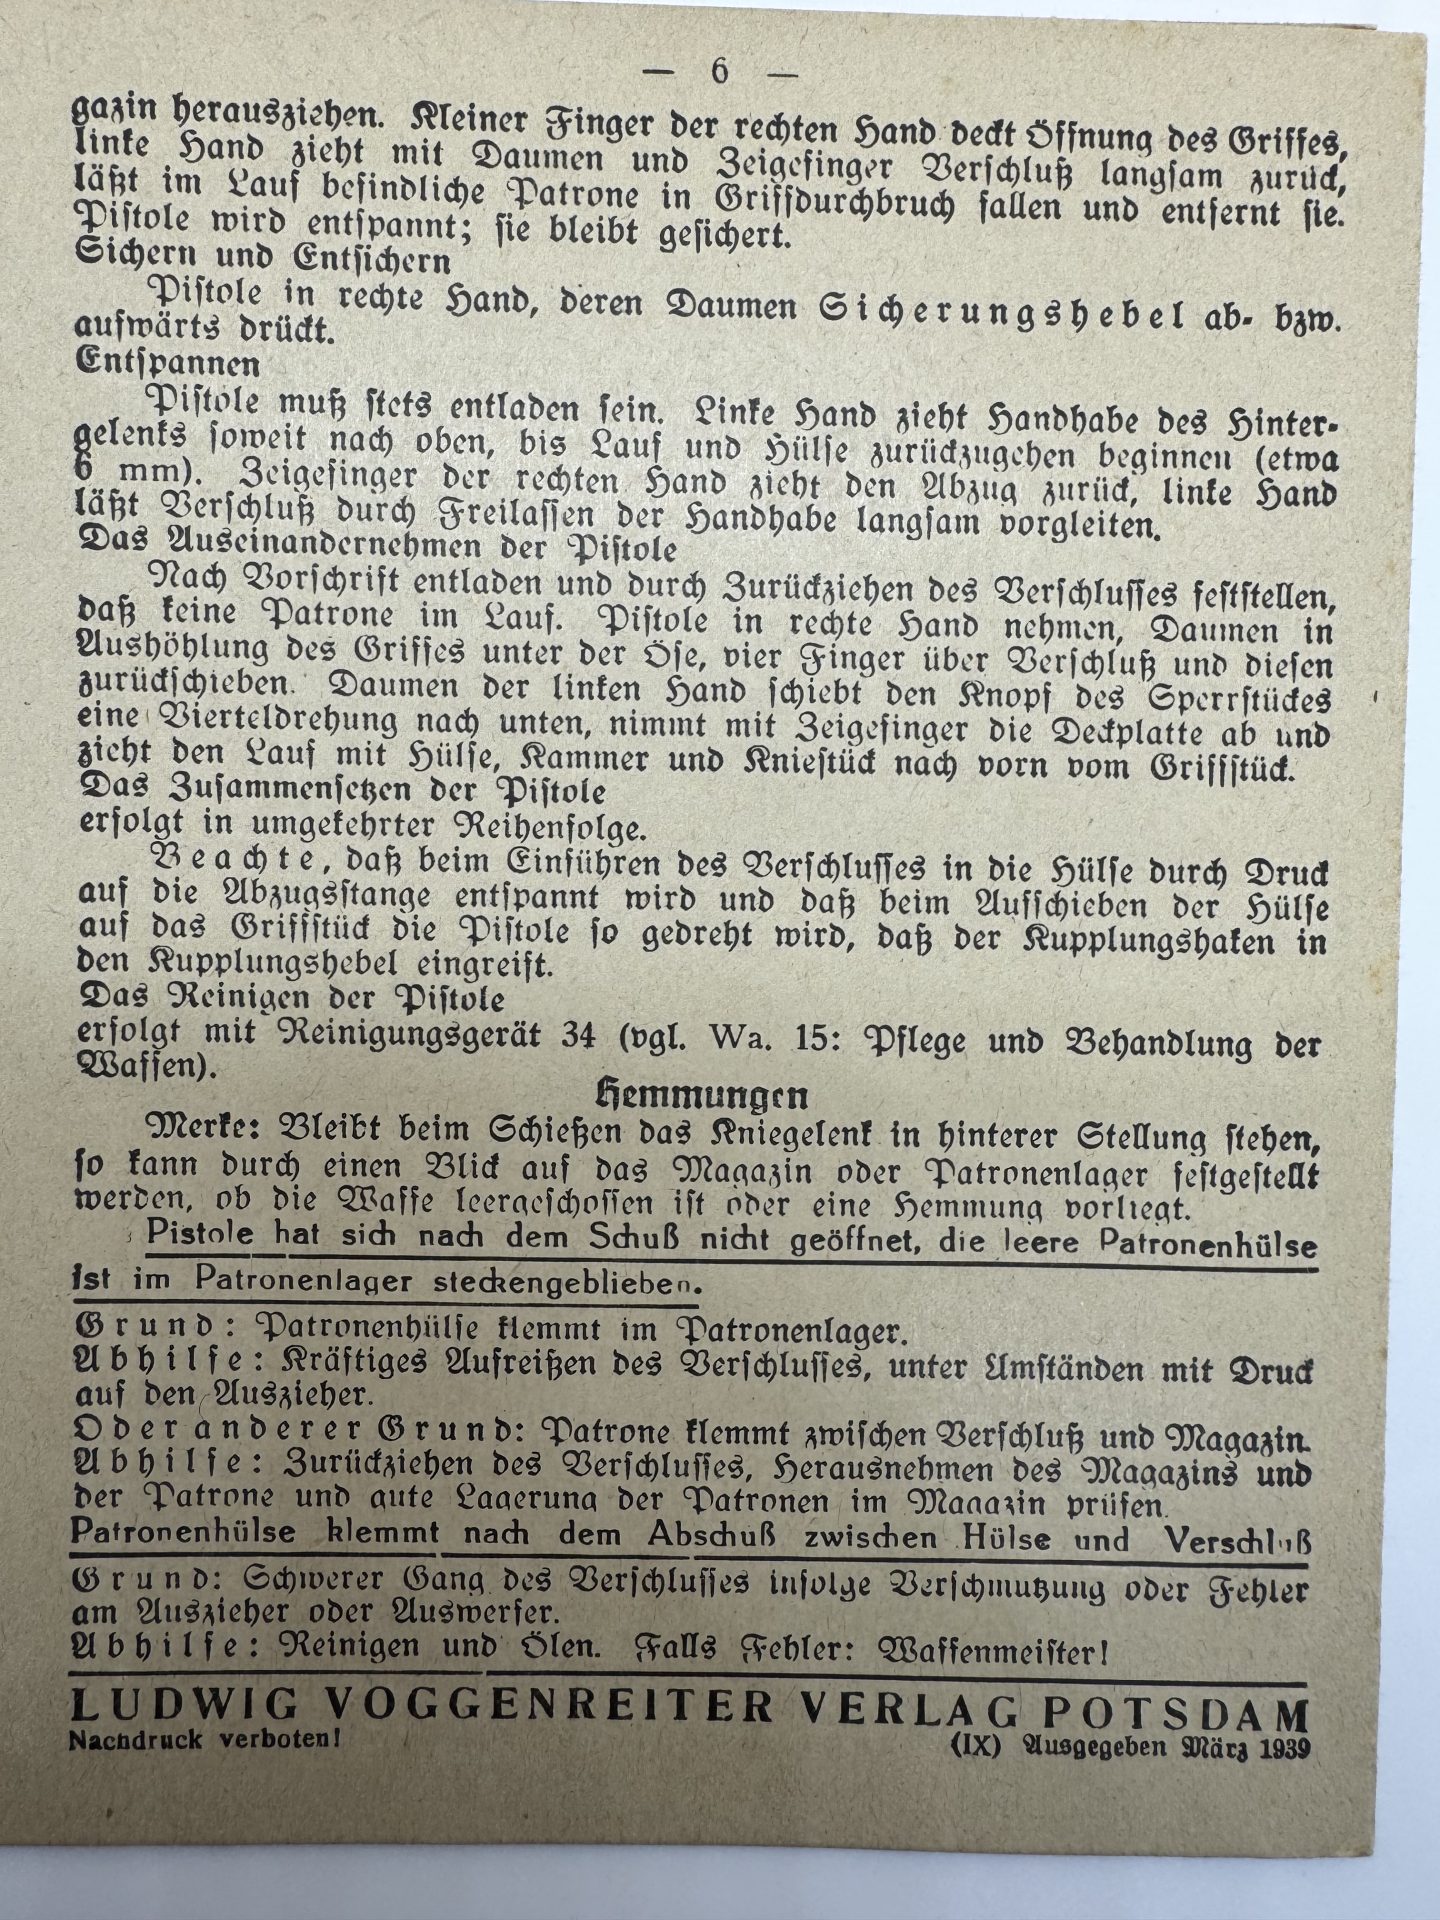 — 6 —
gazin herausziehen. Kleiner Finger der rechten Hand deckt Öffnung des Griffes,
linke Hand zieht mit Daumen und Zeigefinger Verschluß langsam zurück,
läßt im Lauf befindliche Patrone in Griffdurchbruch fallen und entfernt sie.
Pistole wird entspannt; sie bleibt gesichert.
Sichern und Entsichern
Pistole in rechte Hand, deren Daumen Sicherungshebel ab- bzw.
aufwärts drückt.
Entspannen
Pistole muß stets entladen sein. Linke Hand zieht Handhabe des Hinter-
gelenks soweit nach oben, bis Lauf und Hülse zurückzugehen beginnen (etwa
6 mm). Zeigefinger der rechten Hand zieht den Abzug zurück, linke Hand
läßt Verschluß durch Freilassen der Handhabe langsam vorgleiten.
Das Auseinandernehmen der Pistole
Nach Vorschrift entladen und durch Zurückziehen des Verschlusses feststellen,
daß keine Patrone im Lauf. Pistole in rechte Hand nehmen, Daumen in
Aushöhlung des Griffes unter der Öse, vier Finger über Verschluß und diesen
zurückschieben. Daumen der linken Hand schiebt den Knopf des Sperrstückes
eine Vierteldrehung nach unten, nimmt mit Zeigefinger die Deckplatte ab und
zieht den Lauf mit Hülse, Kammer und Kniestück nach vorn vom Griffstück.
Das Zusammensetzen der Pistole
erfolgt in umgekehrter Reihenfolge.
Beachte, daß beim Einführen des Verschlusses in die Hülse durch Druck
auf die Abzugsstange entspannt wird und daß beim Aufschieben der Hülse
auf das Griffstück die Pistole so gedreht wird, daß der Kupplungshaken in
den Kupplungshebel eingreift.
Das Reinigen der Pistole
erfolgt mit Reinigungsgerät 34 (vgl. Wa. 15: Pflege und Behandlung der
Waffen).
Hemmungen
Merke: Bleibt beim Schießen das Kniegelenk in hinterer Stellung stehen,
so kann durch einen Blick auf das Magazin oder Patronenlager festgestellt
werden, ob die Waffe leergeschossen ist oder eine Hemmung vorliegt.
Pistole hat sich nach dem Schuß nicht geöffnet, die leere Patronenhülse
ist im Patronenlager steckengeblieben.
Grund: Patronenhülse klemmt im Patronenlager.
Abhilfe: Kräftiges Aufreißen des Verschlusses, unter Umständen mit Druck
auf den Auszieher.
Oder anderer Grund: Patrone klemmt zwischen Verschluß und Magazin.
Abhilfe: Zurückziehen des Verschlusses, Herausnehmen des Magazins und
der Patrone und gute Lagerung der Patronen im Magazin prüfen.
Patronenhülse klemmt nach dem Abschuß zwischen Hülse und Verschluß
Grund: Schwerer Gang des Verschlusses infolge Verschmutzung oder Fehler
am Auszieher oder Auswerfer.
Abhilfe: Reinigen und Ölen. Falls Fehler: Waffenmeister!
LUDWIG VOGGENREITER VERLAG POTSDAM
Nachdruck verboten! (IX) Ausgegeben März 1939